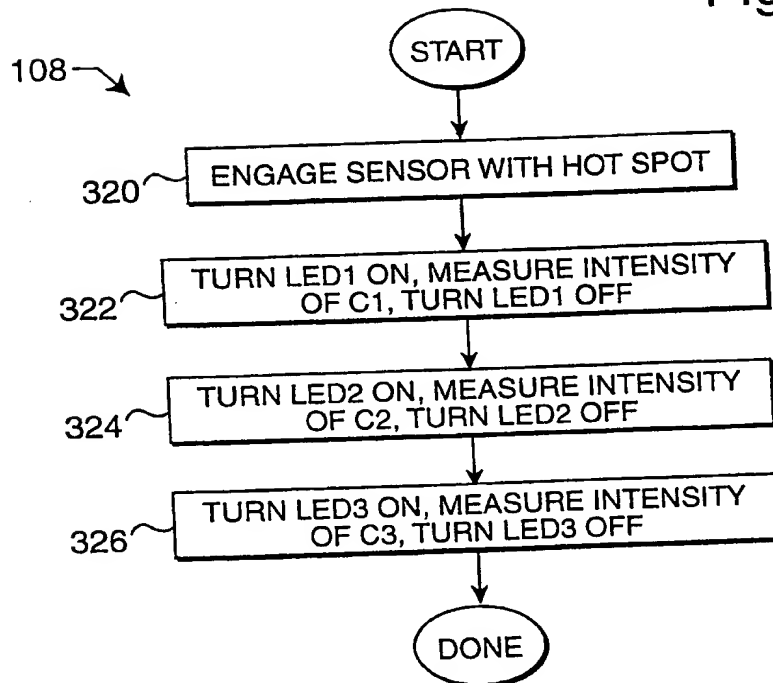 Fig
START
108
ENGAGE SENSOR WITH HOT SPOT
320
TURN LED1 ON, MEASURE INTENSITY
OF C1, TURN LED1 OFF
322
TURN LED2 ON, MEASURE INTENSITY
OF C2, TURN LED2 OFF
324
TURN LED3 ON, MEASURE INTENSITY
OF C3, TURN LED3 OFF
326
DONE